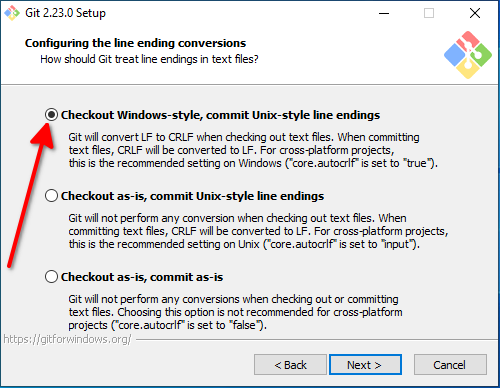 Git 2.23.0 Setup
Configuring the line ending conversions
How should Git treat line endings in text files?
Checkout Windows-style, commit Unix-style line endings
Git will convert LF to CRLF when checking out text files. When committing
text files, CRLF will be converted to LF. For cross-platform projects,
this is the recommended setting on Windows ("core.autocrlf" is set to "true").
Checkout as-is, commit Unix-style line endings
Git will not perform any conversion when checking out text files. When
committing text files, CRLF will be converted to LF. For cross-platform projects,
this is the recommended setting on Unix ("core.autocrlf" is set to "input").
Checkout as-is, commit as-is
Git will not perform any conversions when checking out or committing
text files. Choosing this option is not recommended for cross-platform
projects ("core.autocrlf" is set to "false").
https://gitforwindows.org/
< Back
Next >
Cancel